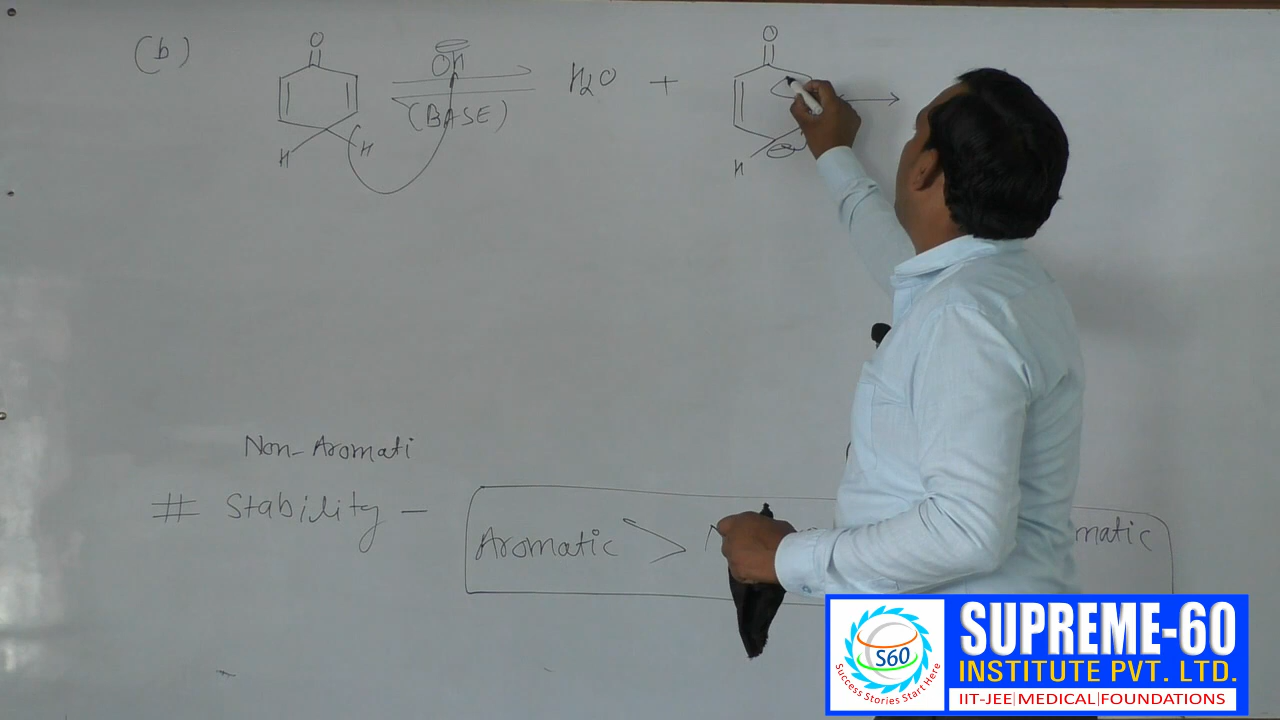 (b)
O
OH
H₂O +
O
(BASE)
H
H
H
Non-Aromati
# Stability -
Aromatic >
matic
S60
Success Stories Start Here
SUPREME-60
INSTITUTE PVT. LTD.
IIT-JEE|MEDICAL|FOUNDATIONS